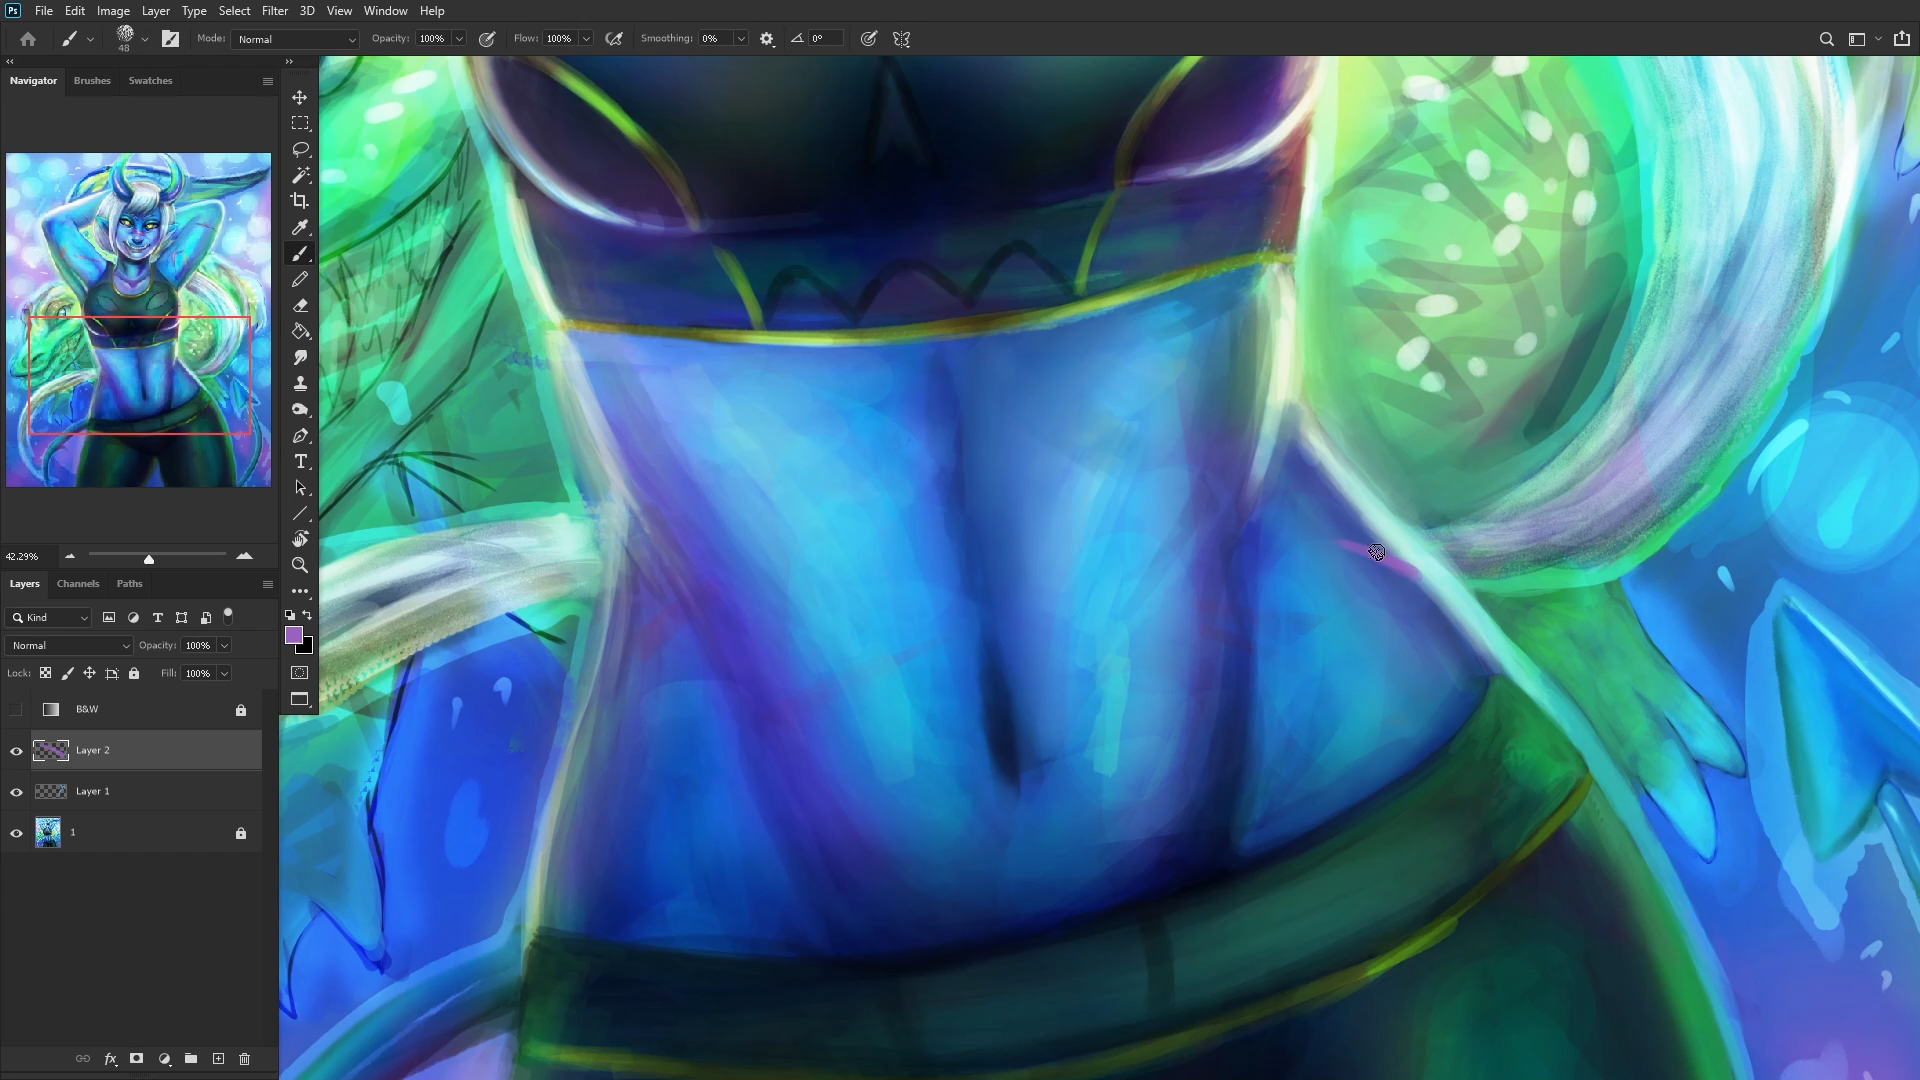 Ps File Edit Image Layer Type Select Filter 3D View Window Help
48 Mode: Normal Opacity: 100% Flow: 100% Smoothing: 0% 0°
Navigator Brushes Swatches
42.29%
Layers Channels Paths
Kind
Normal Opacity: 100%
Lock: Fill: 100%
B&W
Layer 2
Layer 1
1